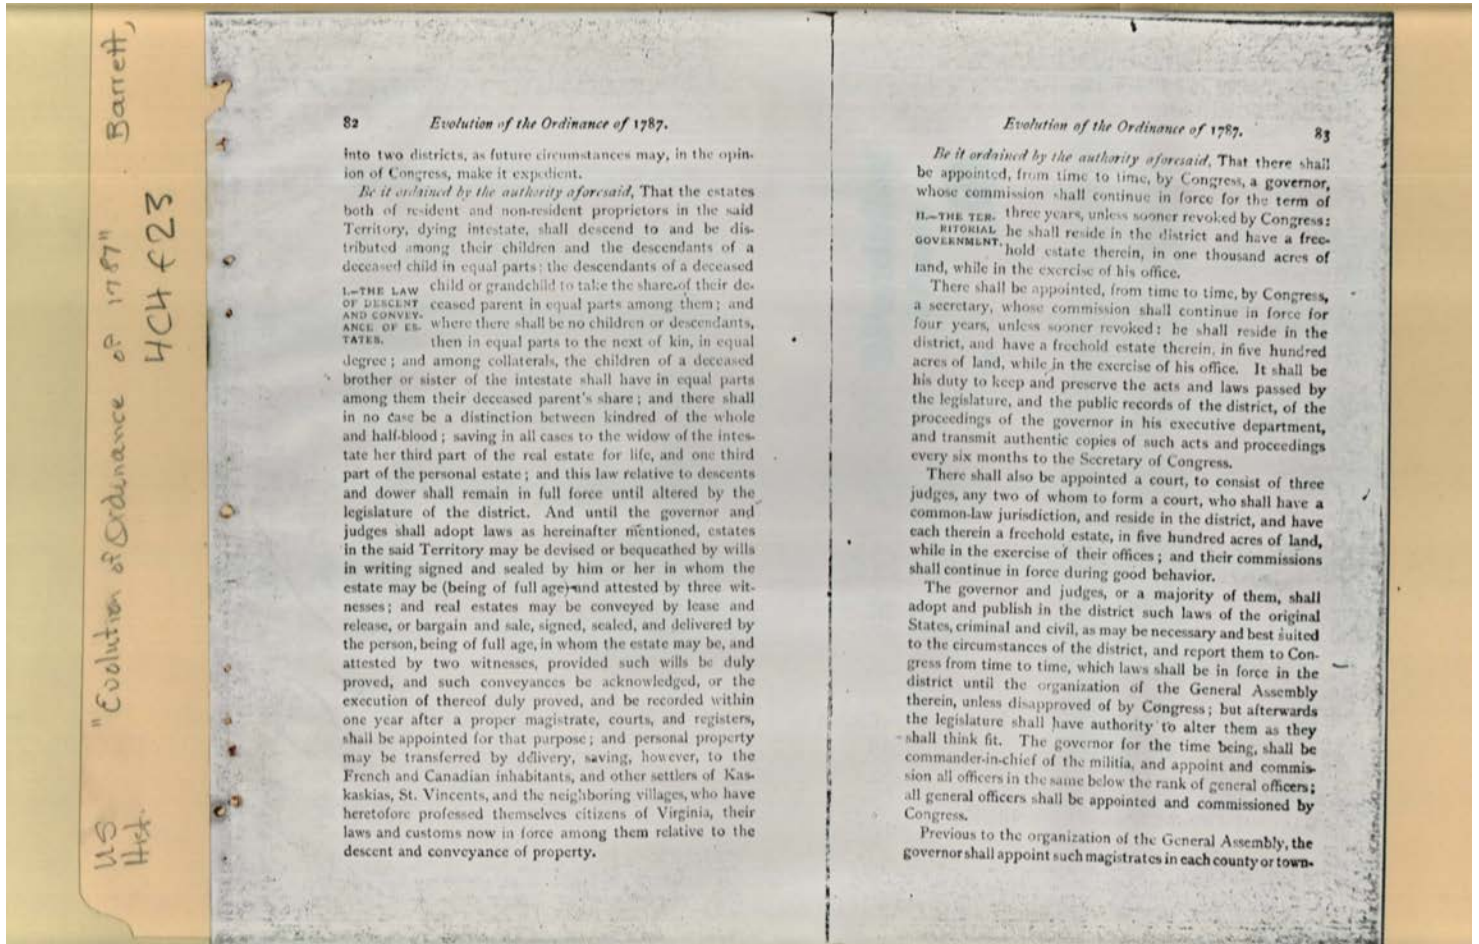 US Hist. "Evolution of Ordenance of 1787" Barrett,
4C4 f23
82 Evolution of the Ordinance of 1787.
into two districts, as future circumstances may, in the opin-
ion of Congress, make it expedient.
Be it ordained by the authority aforesaid, That the estates
both of resident and non-resident proprietors in the said
Territory, dying intestate, shall descend to and be dis-
tributed among their children and the descendants of a
deceased child in equal parts; the descendants of a deceased
I.—THE LAW OF DESCENT AND CONVEY-ANCE OF ES-TATES.
child or grandchild to take the share of their de-
ceased parent in equal parts among them; and
where there shall be no children or descendants,
then in equal parts to the next of kin, in equal
degree; and among collaterals, the children of a deceased
brother or sister of the intestate shall have in equal parts
among them their deceased parent's share; and there shall
in no case be a distinction between kindred of the whole
and half-blood; saving in all cases to the widow of the intes-
tate her third part of the real estate for life, and one third
part of the personal estate; and this law relative to descents
and dower shall remain in full force until altered by the
legislature of the district. And until the governor and
judges shall adopt laws as hereinafter mentioned, estates
in the said Territory may be devised or bequeathed by wills
in writing signed and sealed by him or her in whom the
estate may be (being of full age) and attested by three wit-
nesses; and real estates may be conveyed by lease and
release, or bargain and sale, signed, sealed, and delivered by
the person, being of full age, in whom the estate may be, and
attested by two witnesses, provided such wills be duly
proved, and such conveyances be acknowledged, or the
execution of thereof duly proved, and be recorded within
one year after a proper magistrate, courts, and registers,
shall be appointed for that purpose; and personal property
may be transferred by delivery, saving, however, to the
French and Canadian inhabitants, and other settlers of Kas-
kaskias, St. Vincents, and the neighboring villages, who have
heretofore professed themselves citizens of Virginia, their
laws and customs now in force among them relative to the
descent and conveyance of property.
Evolution of the Ordinance of 1787. 83
Be it ordained by the authority aforesaid, That there shall
be appointed, from time to time, by Congress, a governor,
whose commission shall continue in force for the term of
II.—THE TER-RITORIAL GOVERNMENT.
three years, unless sooner revoked by Congress:
he shall reside in the district and have a free-
hold estate therein, in one thousand acres of
land, while in the exercise of his office.
There shall be appointed, from time to time, by Congress,
a secretary, whose commission shall continue in force for
four years, unless sooner revoked: he shall reside in the
district, and have a freehold estate therein, in five hundred
acres of land, while in the exercise of his office. It shall be
his duty to keep and preserve the acts and laws passed by
the legislature, and the public records of the district, of the
proceedings of the governor in his executive department,
and transmit authentic copies of such acts and proceedings
every six months to the Secretary of Congress.
There shall also be appointed a court, to consist of three
judges, any two of whom to form a court, who shall have a
common-law jurisdiction, and reside in the district, and have
each therein a freehold estate, in five hundred acres of land,
while in the exercise of their offices; and their commissions
shall continue in force during good behavior.
The governor and judges, or a majority of them, shall
adopt and publish in the district such laws of the original
States, criminal and civil, as may be necessary and best suited
to the circumstances of the district, and report them to Con-
gress from time to time, which laws shall be in force in the
district until the organization of the General Assembly
therein, unless disapproved of by Congress; but afterwards
the legislature shall have authority to alter them as they
shall think fit. The governor for the time being, shall be
commander-in-chief of the militia, and appoint and commis-
sion all officers in the same below the rank of general officers;
all general officers shall be appointed and commissioned by
Congress.
Previous to the organization of the General Assembly, the
governor shall appoint such magistrates in each county or town-